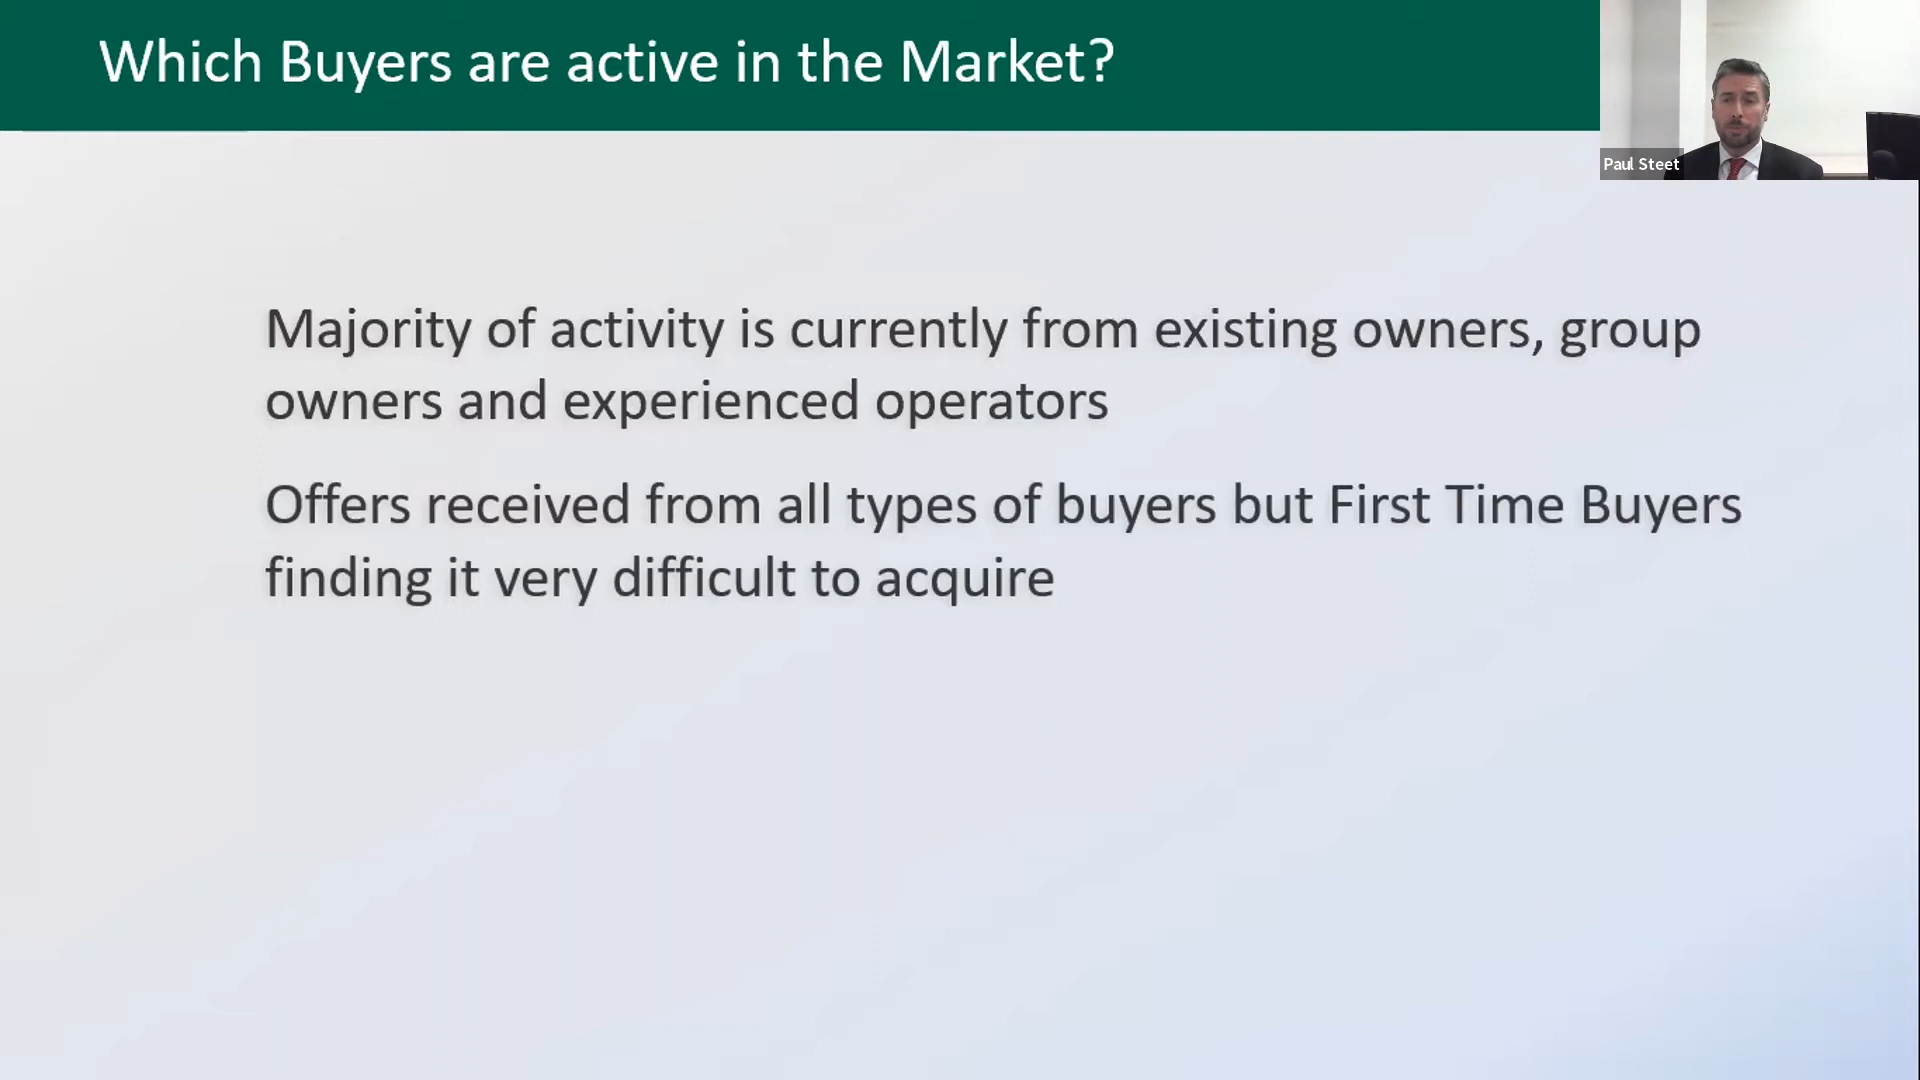 Which Buyers are active in the Market?
Paul Steet
Majority of activity is currently from existing owners, group
owners and experienced operators
Offers received from all types of buyers but First Time Buyers
finding it very difficult to acquire